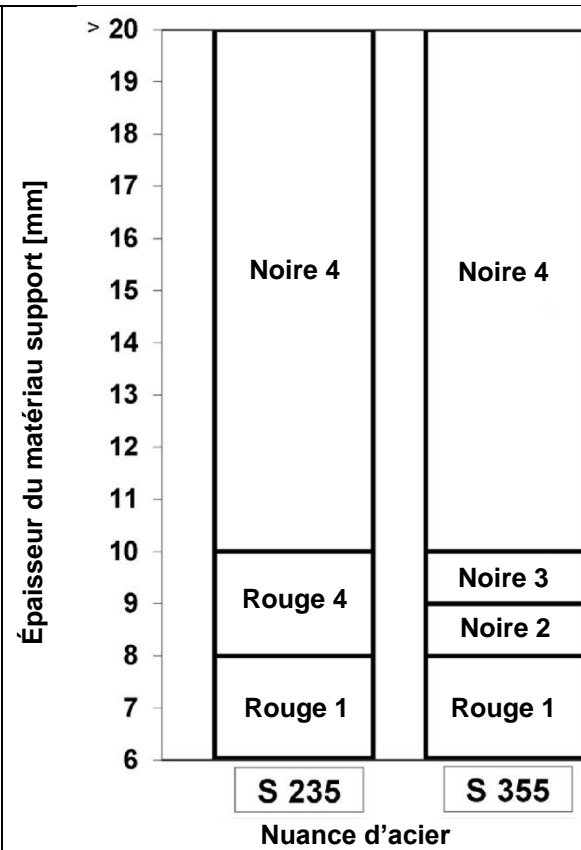 > 20
19
18
17
16
15
14
13
12
11
10
9
8
7
6
Épaisseur du matériau support [mm]
Noire 4
Rouge 4
Rouge 1
Noire 4
Noire 3
Noire 2
Rouge 1
S 235
S 355
Nuance d’acier